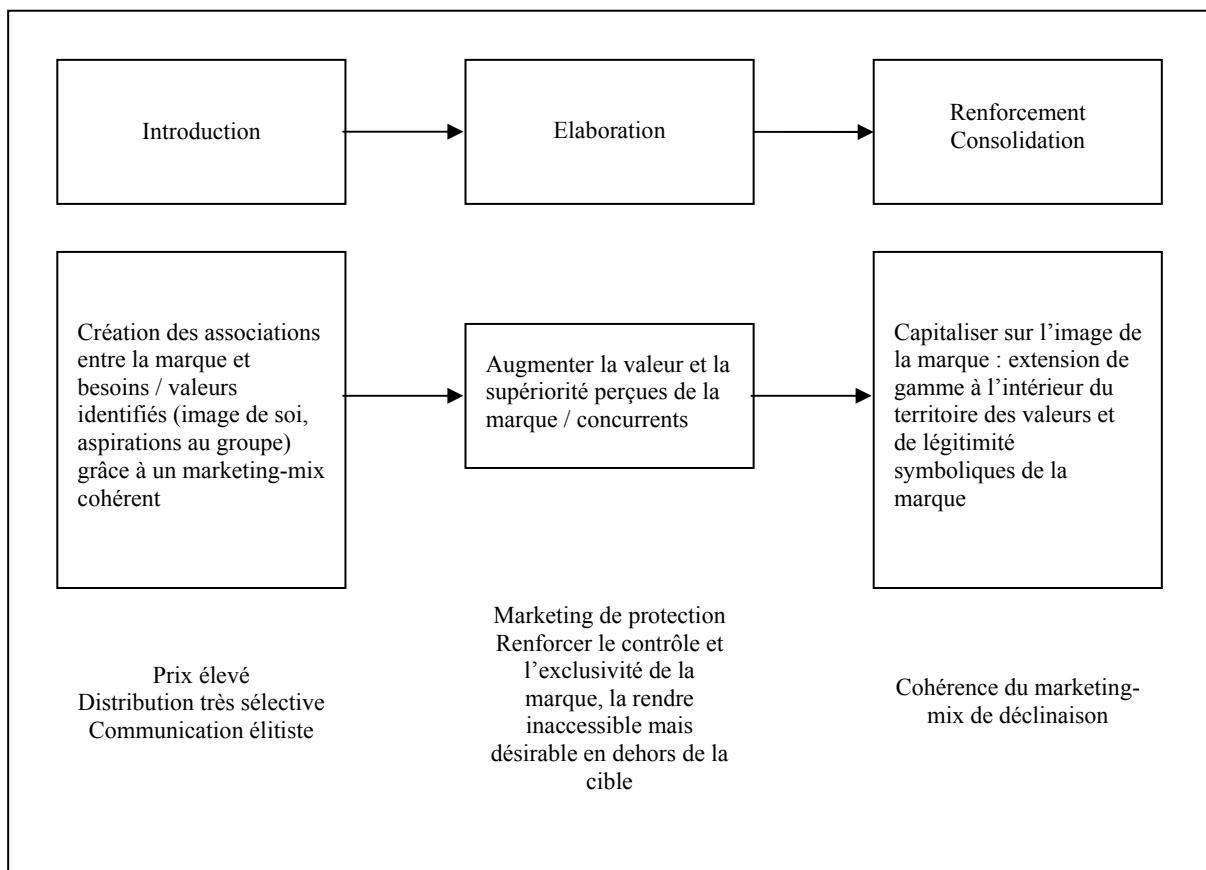 Introduction
Elaboration
Renforcement
Consolidation
Création des associations
entre la marque et
besoins / valeurs
identifiés (image de soi,
aspirations au groupe)
grâce à un marketing-mix
cohérent
Augmenter la valeur et la
supériorité perçues de la
marque / concurrents
Capitaliser sur l’image de
la marque : extension de
gamme à l’intérieur du
territoire des valeurs et
de légitimité
symboliques de la
marque
Prix élevé
Distribution très sélective
Communication élitiste
Marketing de protection
Renforcer le contrôle et
l’exclusivité de la
marque, la rendre
inaccessible mais
désirable en dehors de la
cible
Cohérence du marketing-
mix de déclinaison